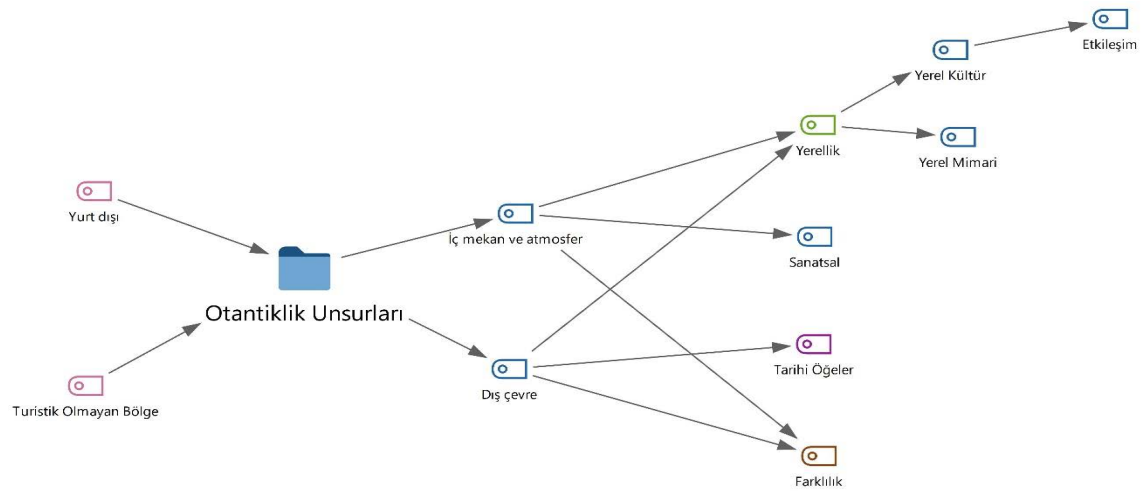 Etkileşim
Yerel Kültür
Yerellik
Yerel Mimari
Yurt dışı
İç mekan ve atmosfer
Sanatsal
Otantiklik Unsurları
Tarihi Öğeler
Dış çevre
Turistik Olmayan Bölge
Farklılık